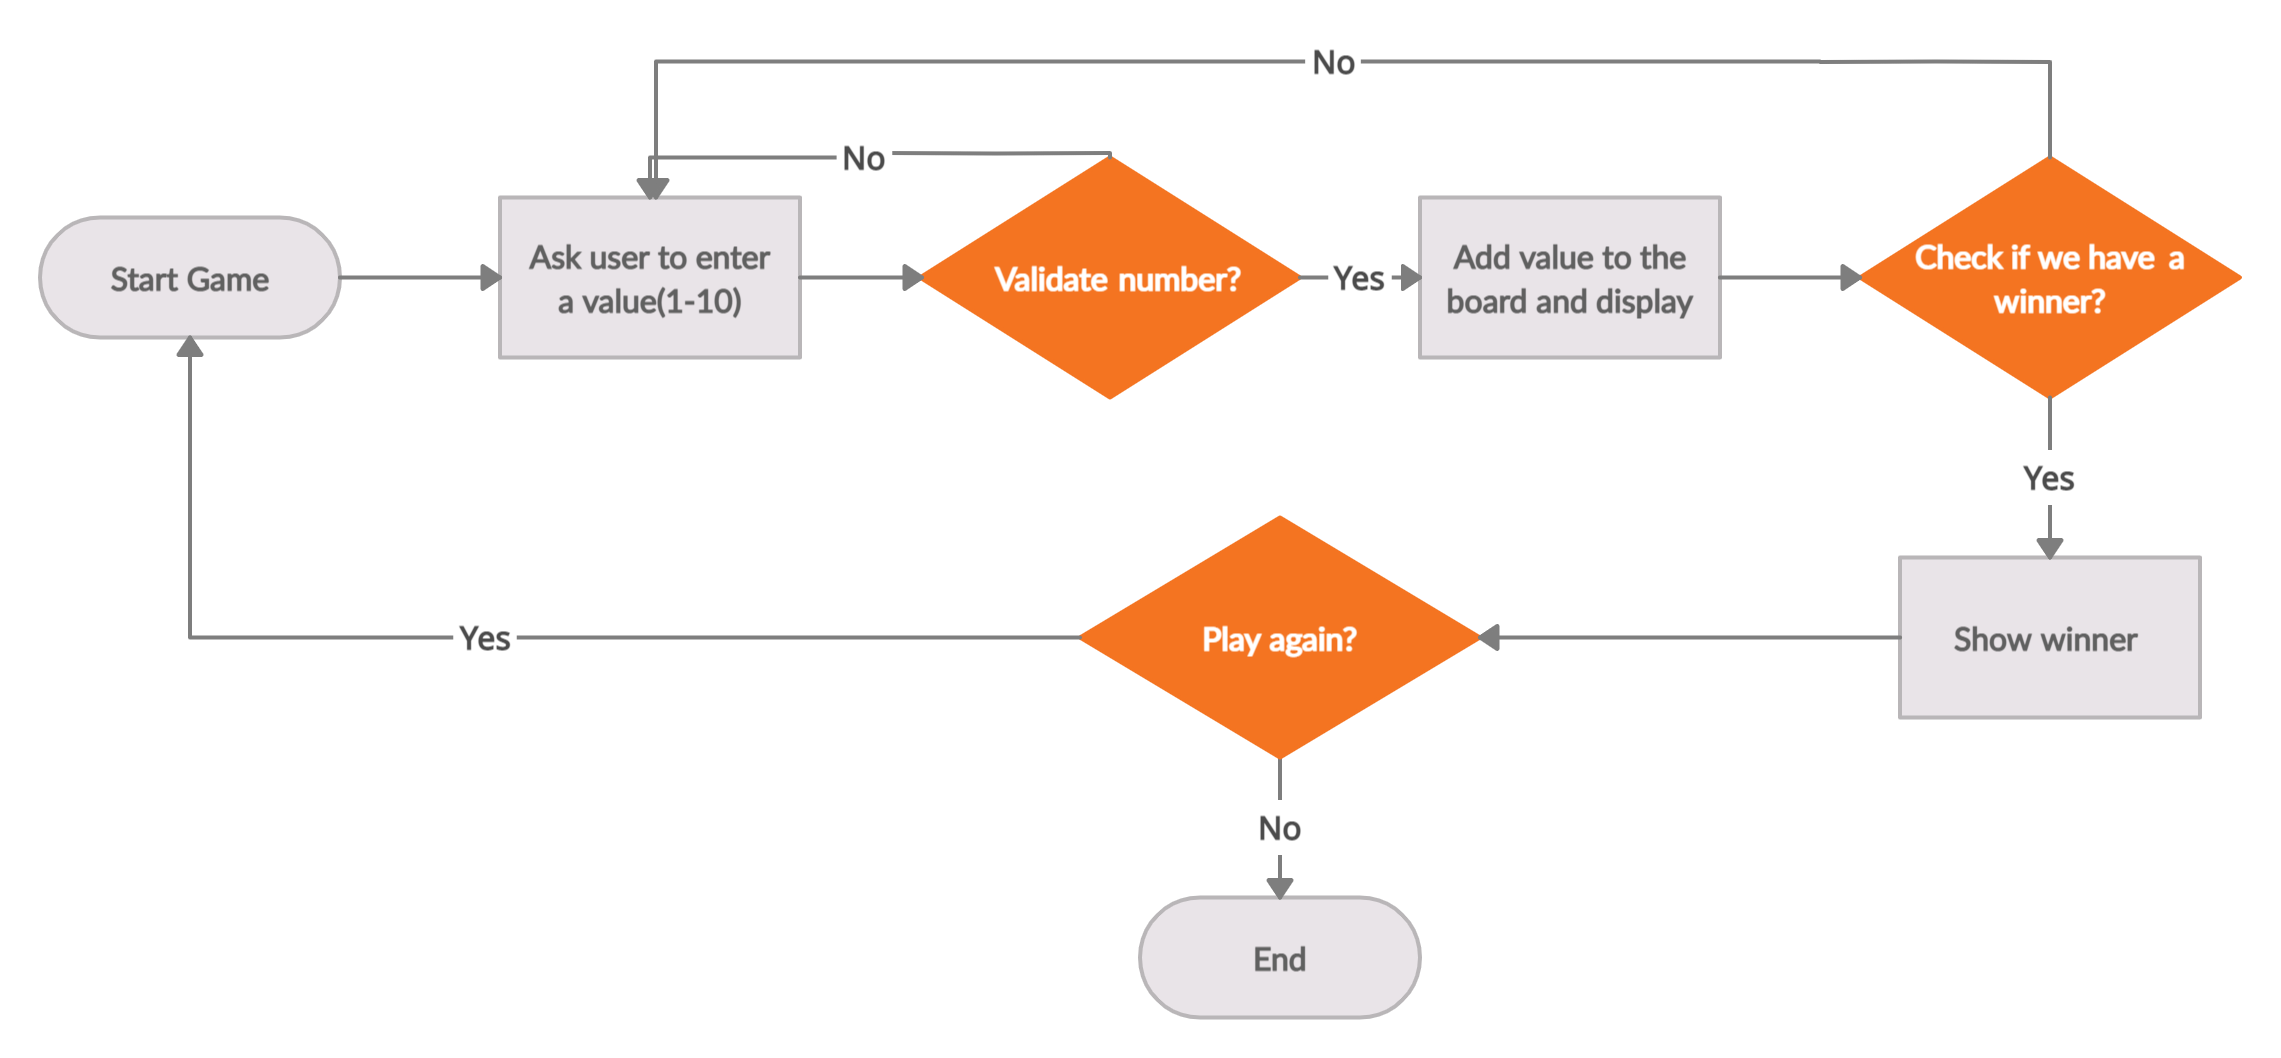 No
No
Start Game
Ask user to enter
a value(1-10)
Validate number?
Yes
Add value to the
board and display
Check if we have a
winner?
Yes
Yes
Play again?
Show winner
No
End